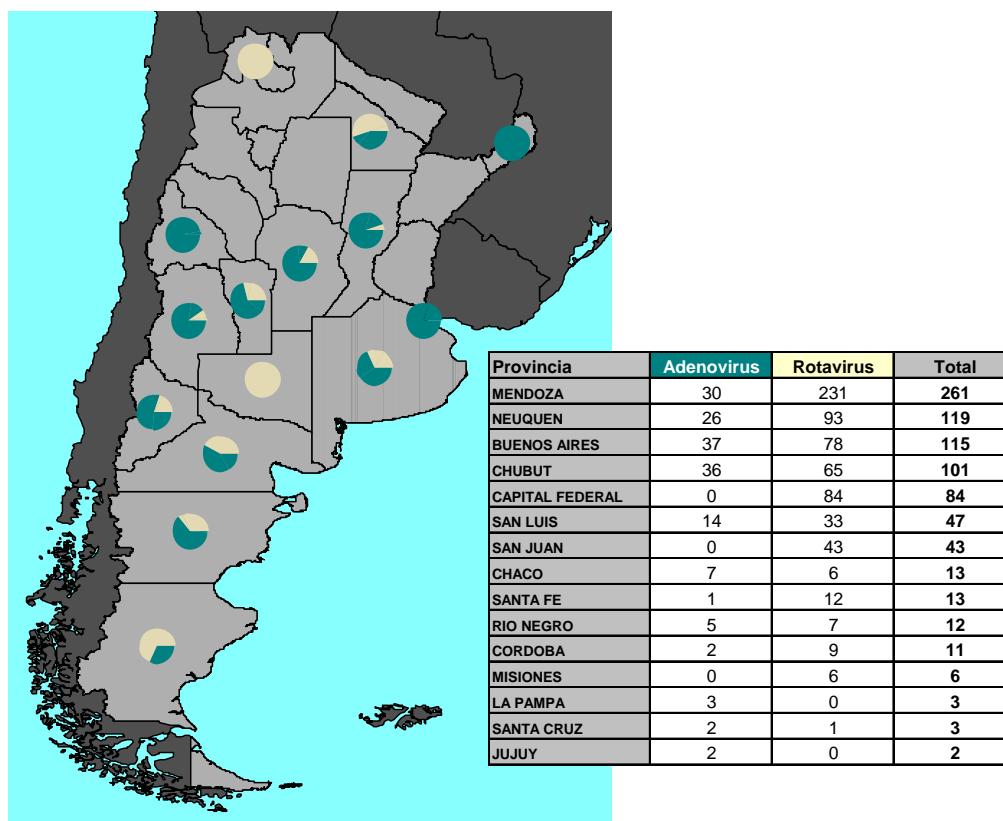 Provincia Adenovirus Rotavirus Total
MENDOZA 30 231 261
NEUQUEN 26 93 119
BUENOS AIRES 37 78 115
CHUBUT 36 65 101
CAPITAL FEDERAL 0 84 84
SAN LUIS 14 33 47
SAN JUAN 0 43 43
CHACO 7 6 13
SANTA FE 1 12 13
RIO NEGRO 5 7 12
CORDOBA 2 9 11
MISIONES 0 6 6
LA PAMPA 3 0 3
SANTA CRUZ 2 1 3
JUJUY 2 0 2